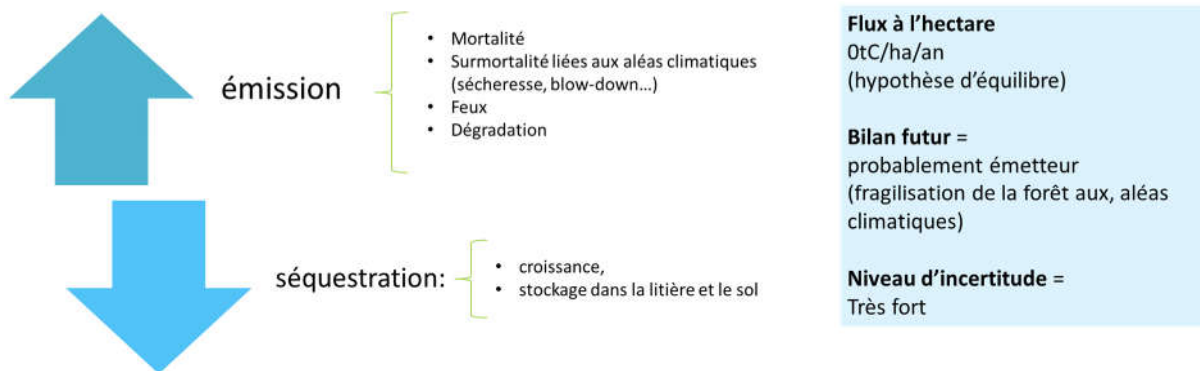 émission
• Mortalité
• Surmortalité liées aux aléas climatiques
(sécheresse, blow-down...)
• Feux
• Dégradation
séquestration:
• croissance,
• stockage dans la litière et le sol
Flux à l'hectare
0tC/ha/an
(hypothèse d'équilibre)
Bilan futur =
probablement émetteur
(fragilisation de la forêt aux, aléas
climatiques)
Niveau d'incertitude =
Très fort